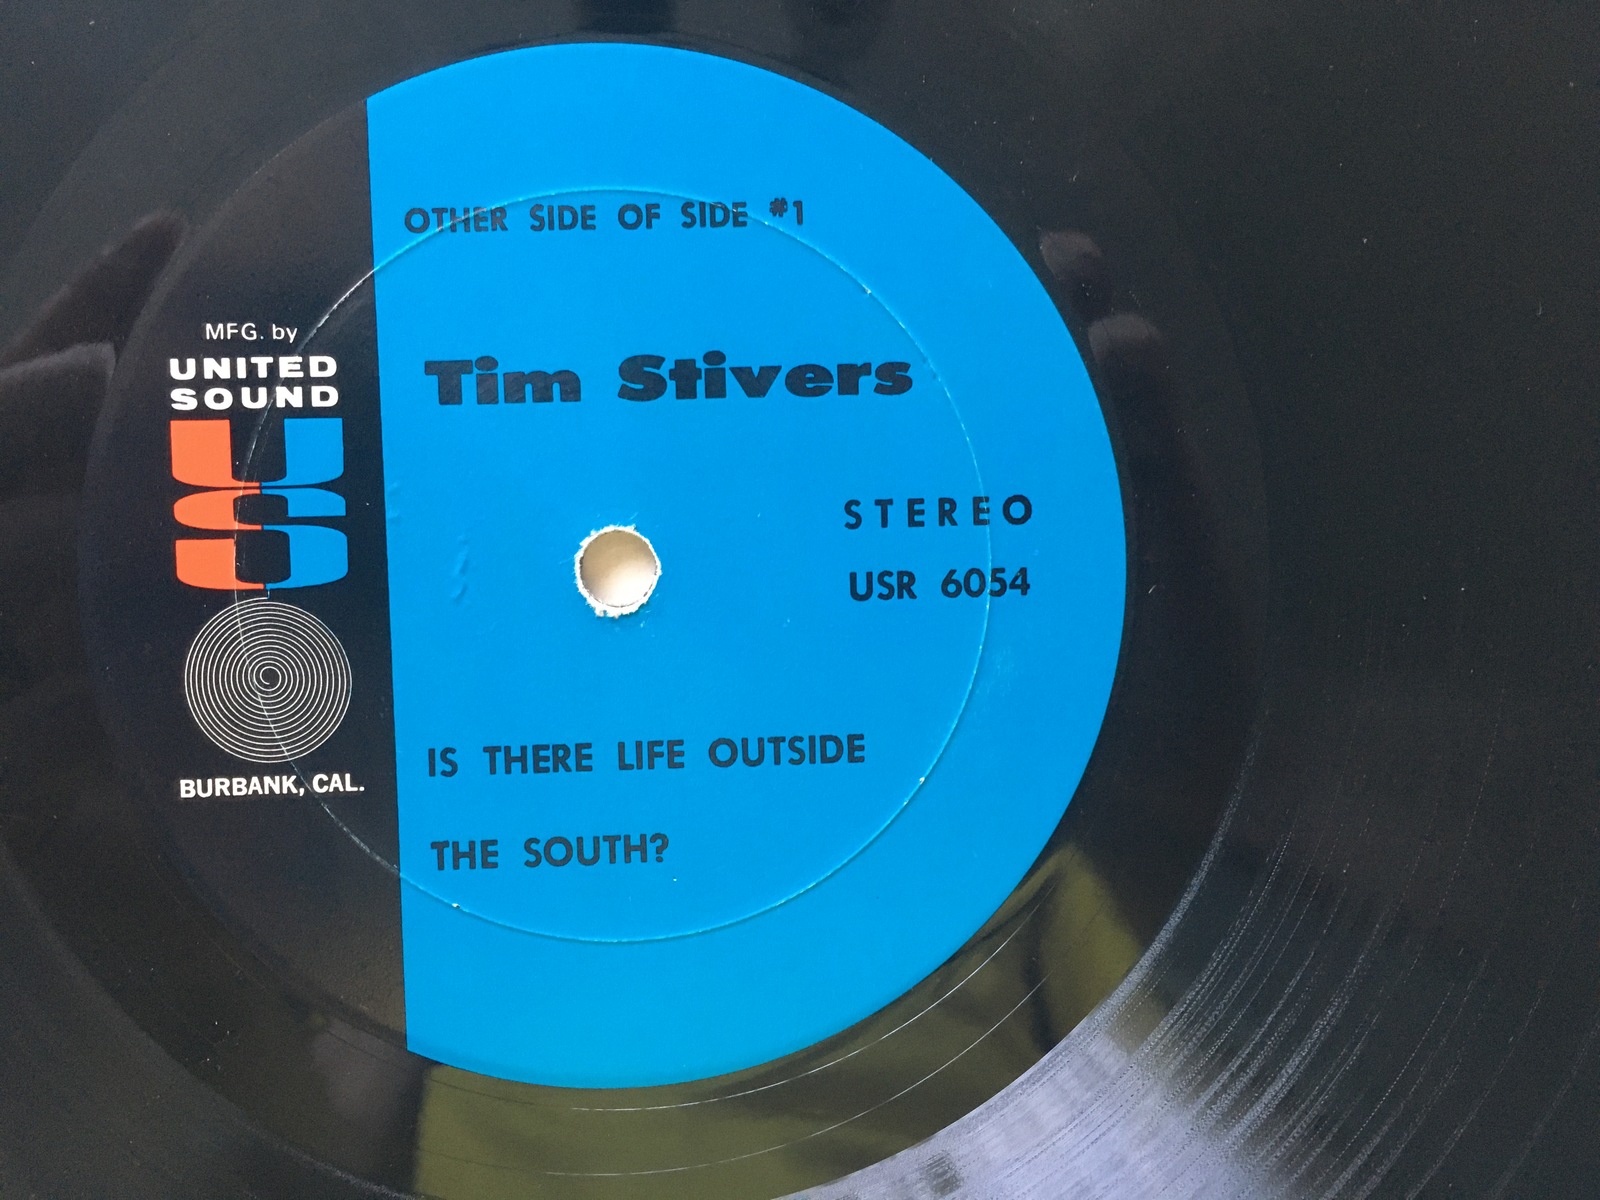 OTHER SIDE OF SIDE #1
Tim Stivers
MFG. by
UNITED
SOUND
US
BURBANK, CAL.
STEREO
USR 6054
IS THERE LIFE OUTSIDE
THE SOUTH?